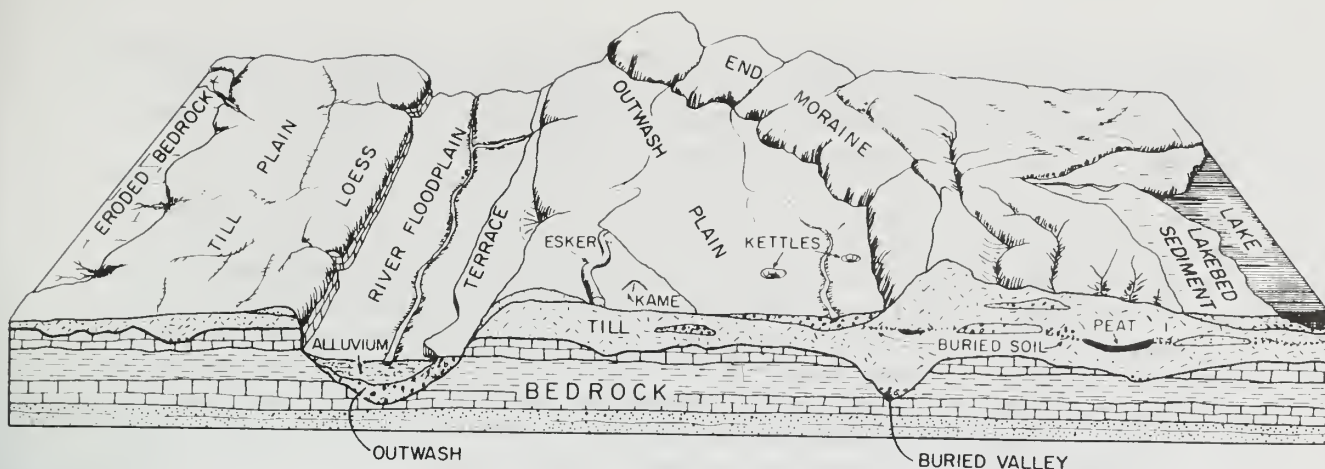 ERODED BEDROCK
TILL PLAIN
LOESS
RIVER FLOODPLAIN
TERRACE
OUTWASH PLAIN
END MORAINE
ESKER
KAME
KETTLES
LAKEBED SEDIMENT
LAKE
ALLUVIUM
TILL
BURIED SOIL
PEAT
BEDROCK
OUTWASH
BURIED VALLEY